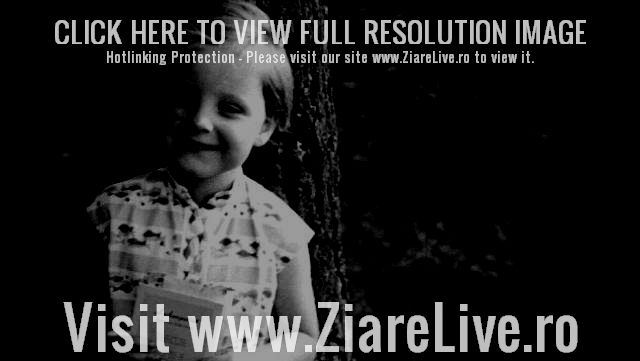 CLICK HERE TO VIEW FULL RESOLUTION IMAGE
Hotlinking Protection - Please visit our site www.ZiareLive.ro to view it.
Visit www.ZiareLive.ro